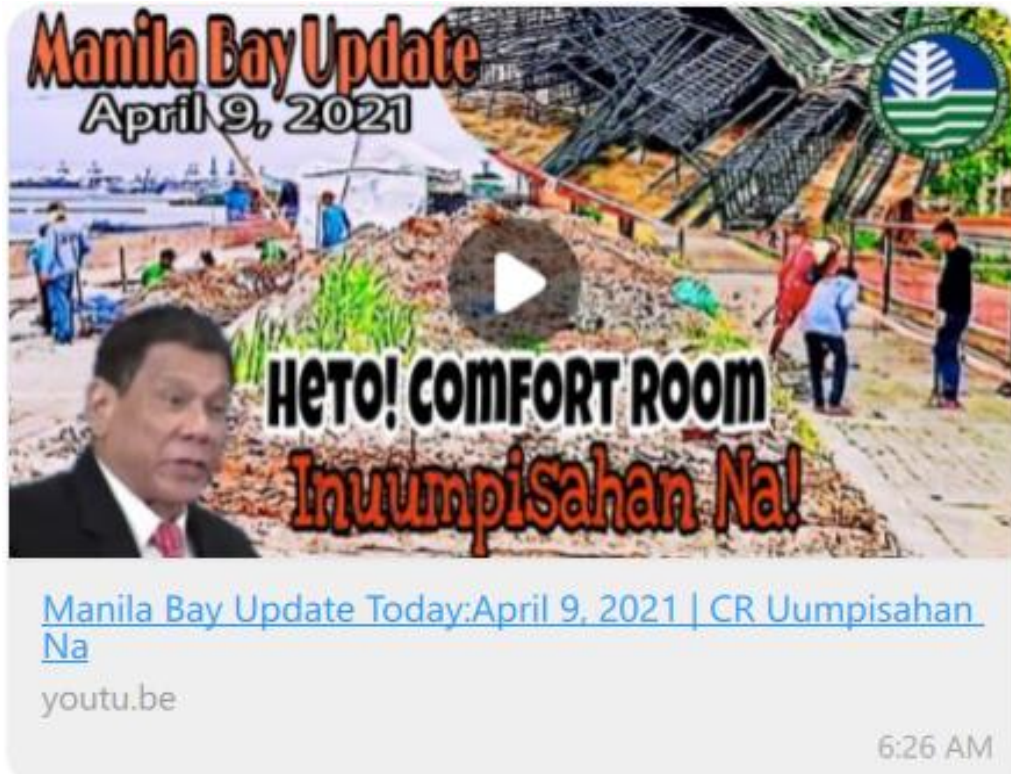 Manila Bay Update
April 9, 2021
HETO! COMFORT ROOM
Inuumpisahan Na!
Manila Bay Update Today:April 9, 2021 | CR Uumpisahan
Na
youtu.be
6:26 AM